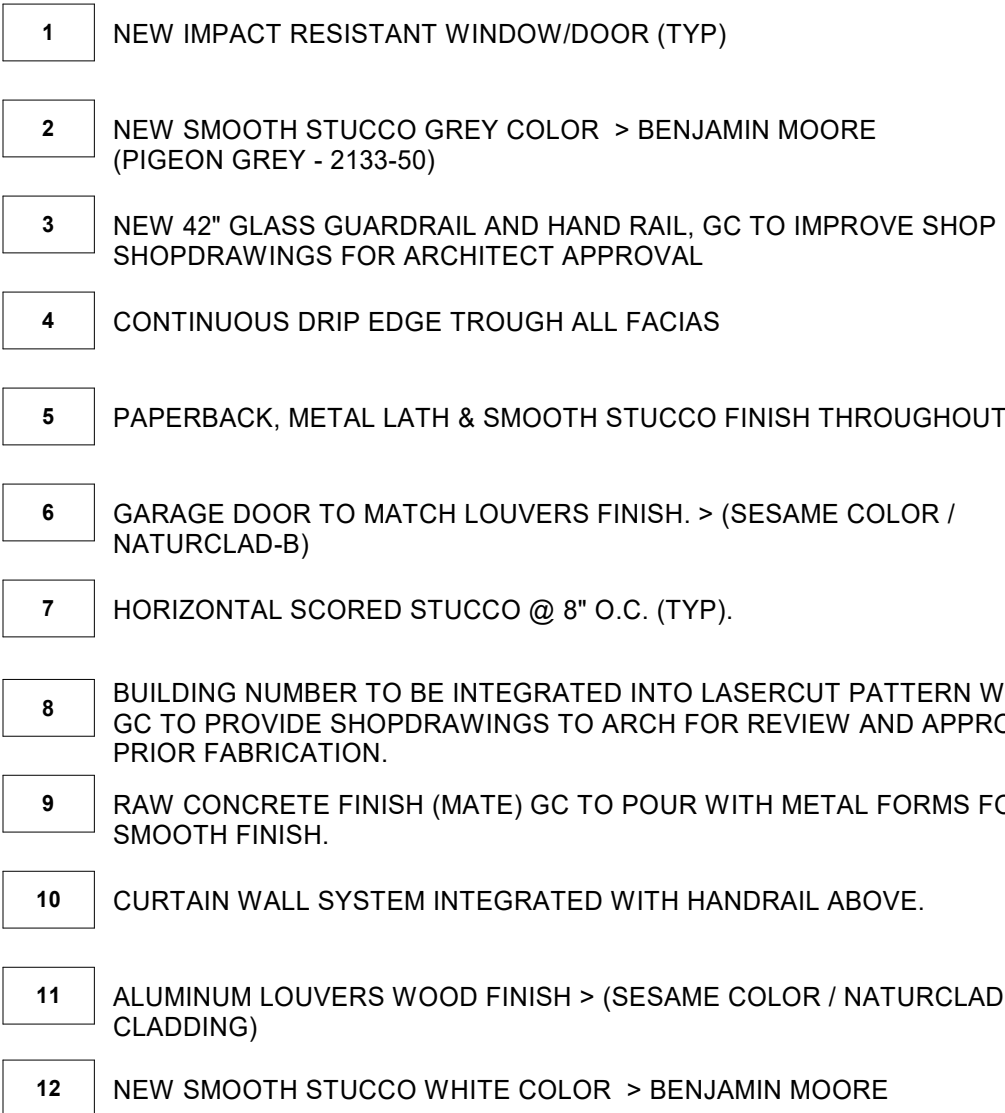 1 NEW IMPACT RESISTANT WINDOW/DOOR (TYP)
2 NEW SMOOTH STUCCO GREY COLOR > BENJAMIN MOORE
(PIGEON GREY - 2133-50)
3 NEW 42" GLASS GUARDRAIL AND HAND RAIL, GC TO IMPROVE SHOP
SHOPDRAWINGS FOR ARCHITECT APPROVAL
4 CONTINUOUS DRIP EDGE TROUGH ALL FACIAS
5 PAPERBACK, METAL LATH & SMOOTH STUCCO FINISH THROUGHOUT
6 GARAGE DOOR TO MATCH LOUVERS FINISH. > (SESAME COLOR /
NATURCLAD-B)
7 HORIZONTAL SCORED STUCCO @ 8" O.C. (TYP).
8 BUILDING NUMBER TO BE INTEGRATED INTO LASERCUT PATTERN
GC TO PROVIDE SHOPDRAWINGS TO ARCH FOR REVIEW AND
PRIOR FABRICATION.
9 RAW CONCRETE FINISH (MATE) GC TO POUR WITH METAL FORMS
SMOOTH FINISH.
10 CURTAIN WALL SYSTEM INTEGRATED WITH HANDRAIL ABOVE.
11 ALUMINUM LOUVERS WOOD FINISH > (SESAME COLOR / NATURCLAD
CLADDING)
12 NEW SMOOTH STUCCO WHITE COLOR > BENJAMIN MOORE